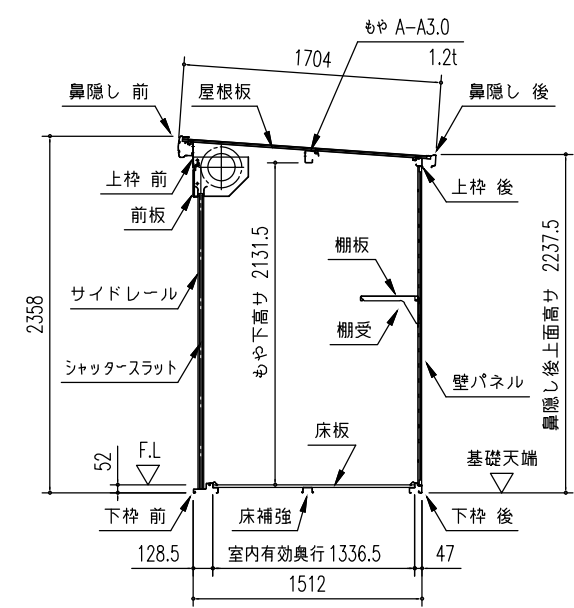 もや A-A3.0
1704
1.2t
鼻隠し 前
屋根板
鼻隠し 後
上枠 前
上枠 後
前板
もや下高サ 2131.5
棚板
鼻隠し後上面高サ 2237.5
サイドレール
2358
棚受
シャッタースラット
壁パネル
床板
F.L
52
基礎天端
下枠 前
床補強
下枠 後
128.5
室内有効奥行1336.5
47
1512